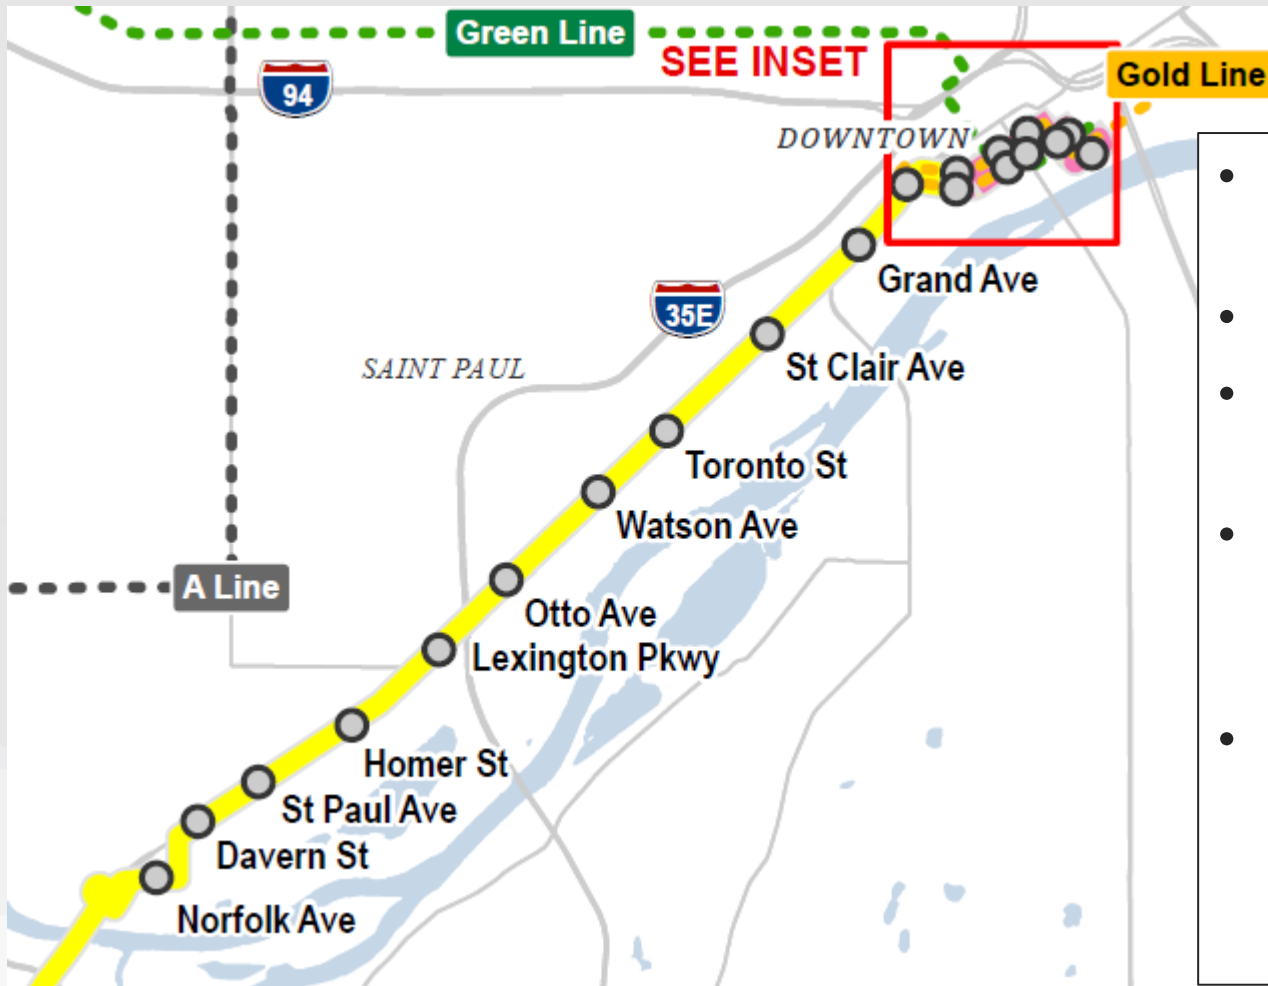 Green Line
SEE INSET
Gold Line
94
DOWNTOWN
Grand Ave
35E
St Clair Ave
SAINT PAUL
Toronto St
Watson Ave
A Line
Otto Ave
Lexington Pkwy
Homer St
St Paul Ave
Davern St
Norfolk Ave